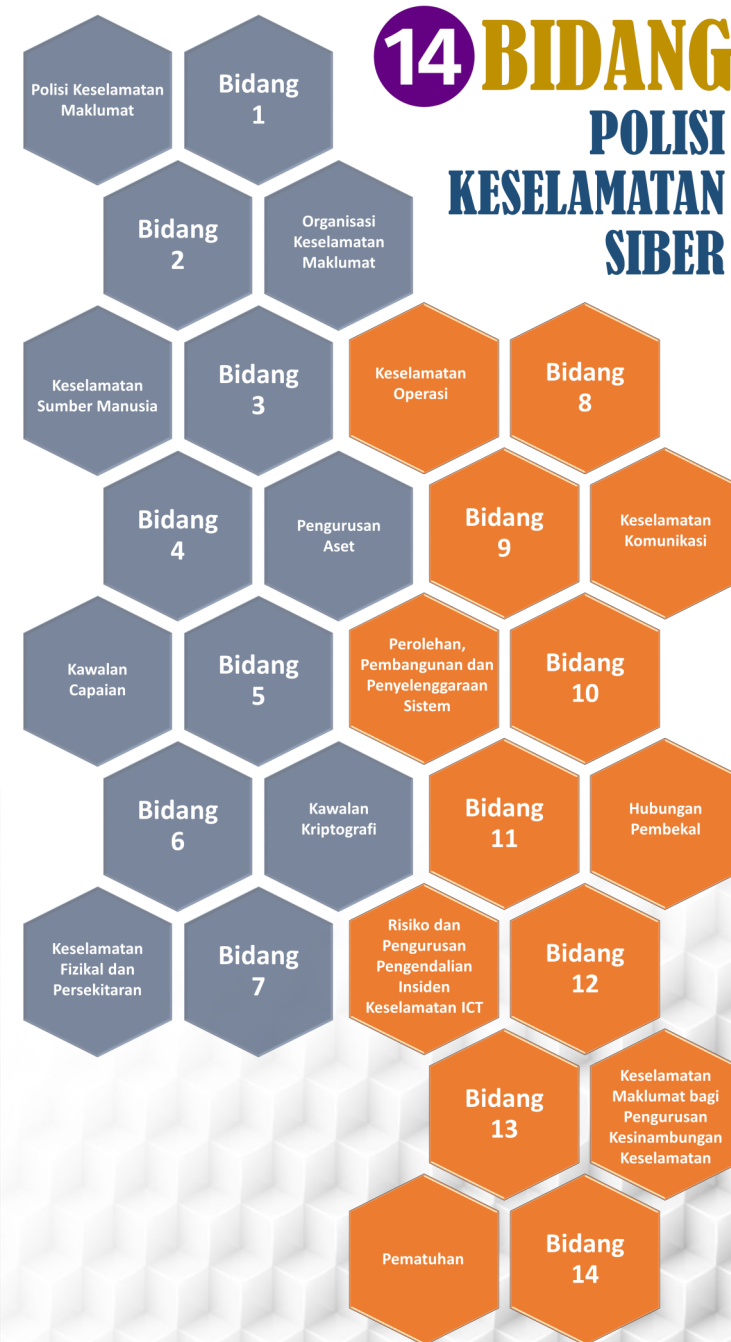 14 BIDANG
POLISI
KESELAMATAN
SIBER
Polisi Keselamatan
Maklumat
Bidang
1
Bidang
2
Organisasi
Keselamatan
Maklumat
Keselamatan
Sumber Manusia
Bidang
3
Bidang
4
Pengurusan
Aset
Kawalan
Capaian
Bidang
5
Bidang
6
Kawalan
Kriptografi
Keselamatan
Fizikal dan
Persekitaran
Bidang
7
Keselamatan
Operasi
Bidang
8
Bidang
9
Keselamatan
Komunikasi
Perolehan,
Pembangunan dan
Penyelenggaraan
Sistem
Bidang
10
Bidang
11
Hubungan
Pembekal
Risiko dan
Pengurusan
Pengendalian
Insiden
Keselamatan ICT
Bidang
12
Bidang
13
Keselamatan
Maklumat bagi
Pengurusan
Kesinambungan
Keselamatan
Pematuhan
Bidang
14